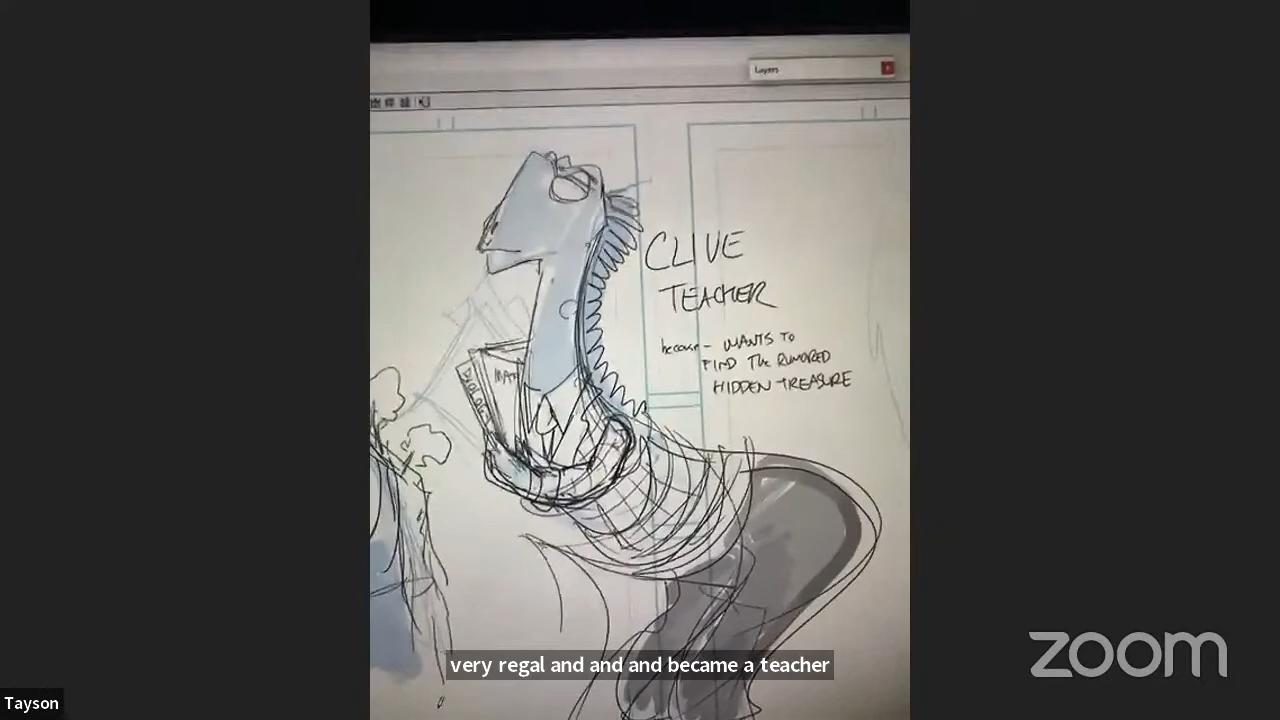 Layers
CLIVE
TEACHER
because - WANTS TO
FIND THE RUMORED
HIDDEN TREASURE
very regal and and and became a teacher
zoom
Tayson